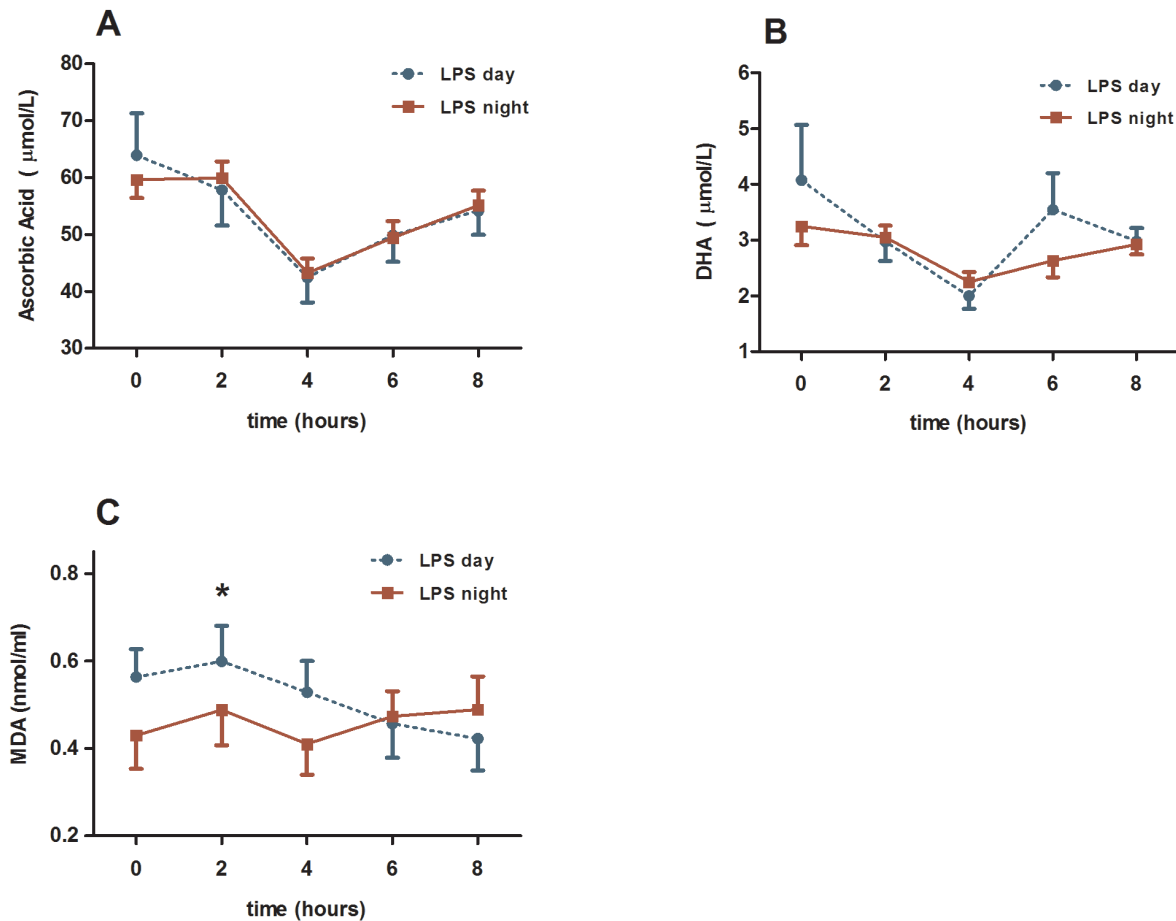 A
80
70
60
50
40
30
Ascorbic Acid ( μmol/L)
LPS day
LPS night
0 2 4 6 8
time (hours)
B
6
5
4
3
2
1
DHA ( μmol/L)
LPS day
LPS night
0 2 4 6 8
time (hours)
C
0.8
0.6
0.4
0.2
MDA (nmol/ml)
LPS day
LPS night
*
0 2 4 6 8
time (hours)